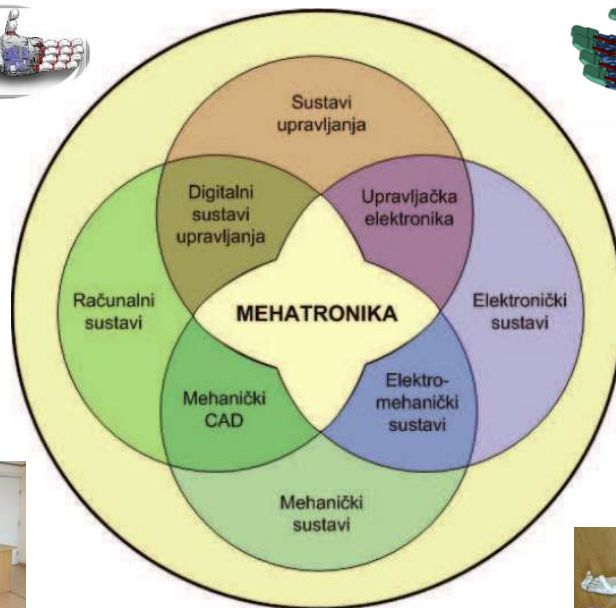 Sustavi
upravljanja
Digitalni
sustavi
upravljanja
Upravljačka
elektronika
Računalni
sustavi
MEHATRONIKA
Elektronički
sustavi
Mehanički
CAD
Elektro-
mehanički
sustavi
Mehanički
sustavi